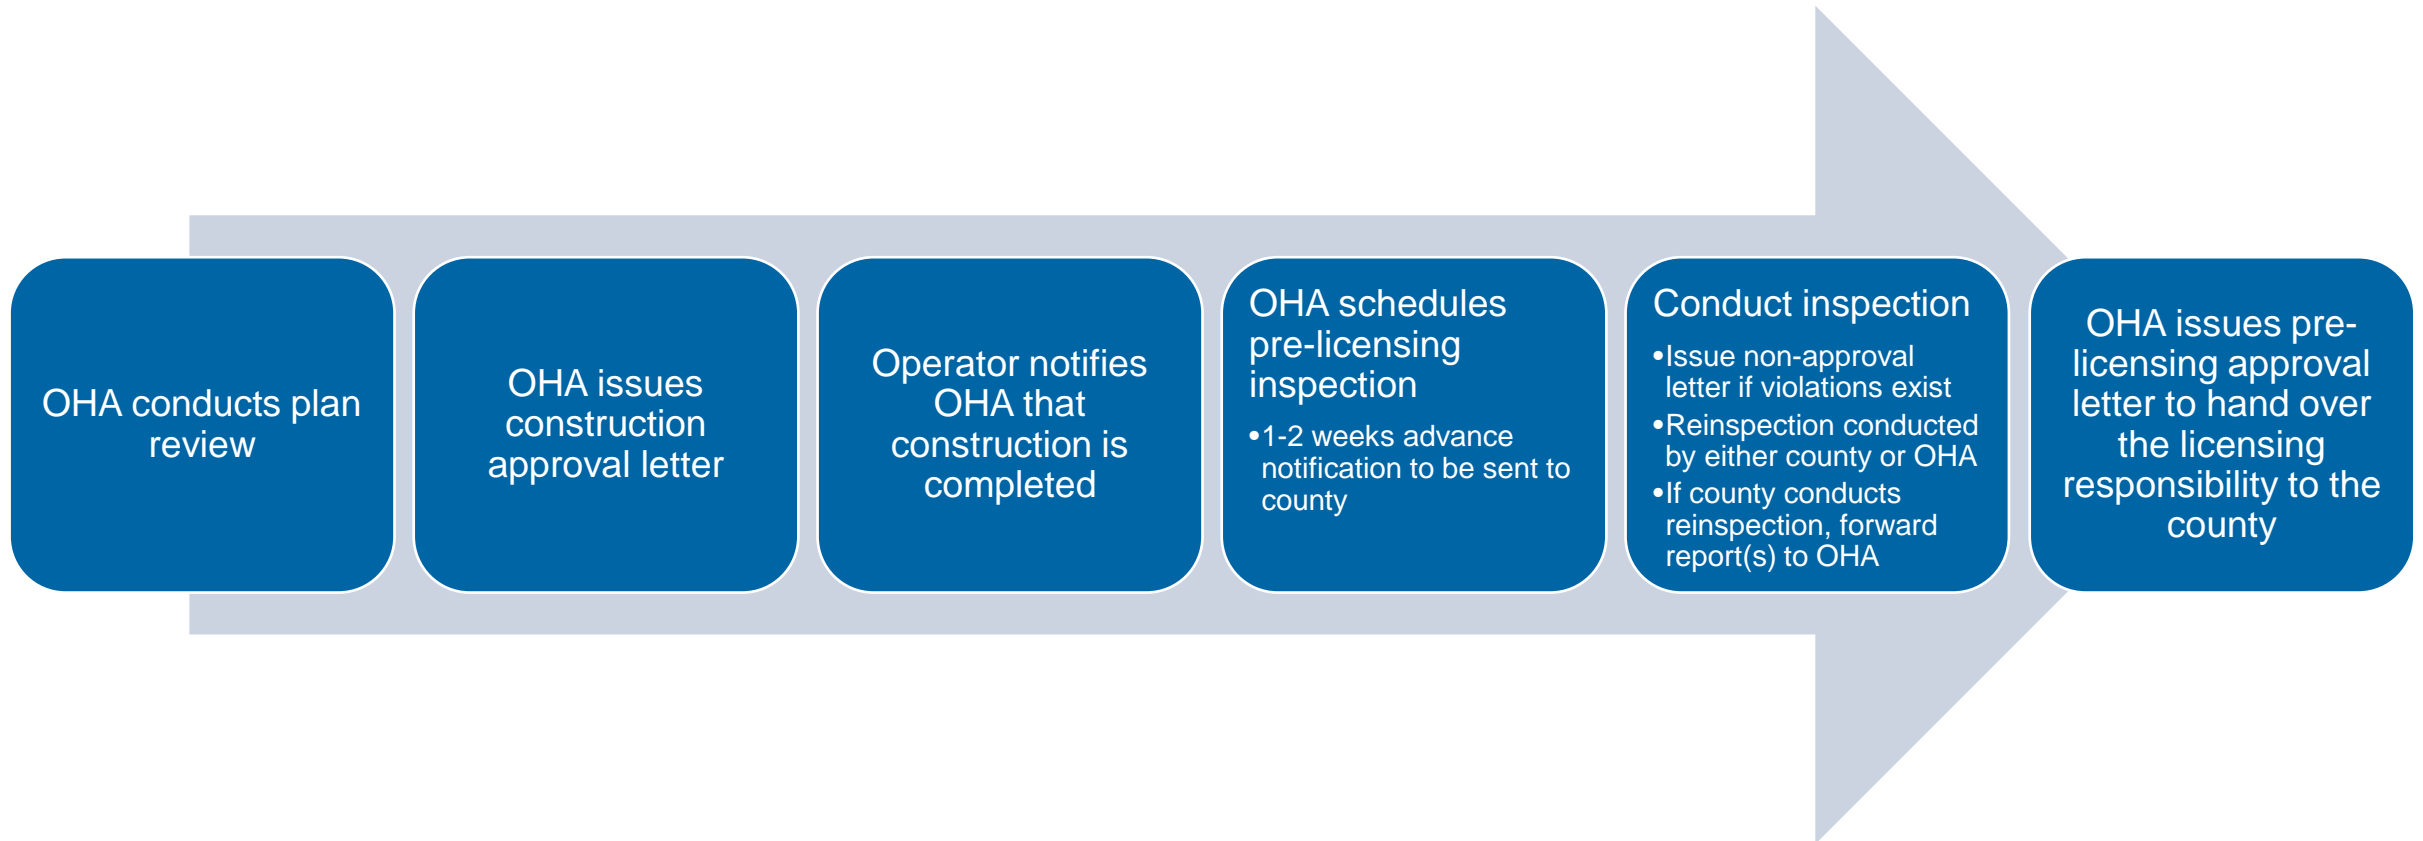 OHA conducts plan
review
OHA issues
construction
approval letter
Operator notifies
OHA that
construction is
completed
OHA schedules
pre-licensing
inspection
•1-2 weeks advance
notification to be sent to
county
Conduct inspection
•Issue non-approval
letter if violations exist
•Reinspection conducted
by either county or OHA
•If county conducts
reinspection, forward
report(s) to OHA
OHA issues pre-
licensing approval
letter to hand over
the licensing
responsibility to the
county